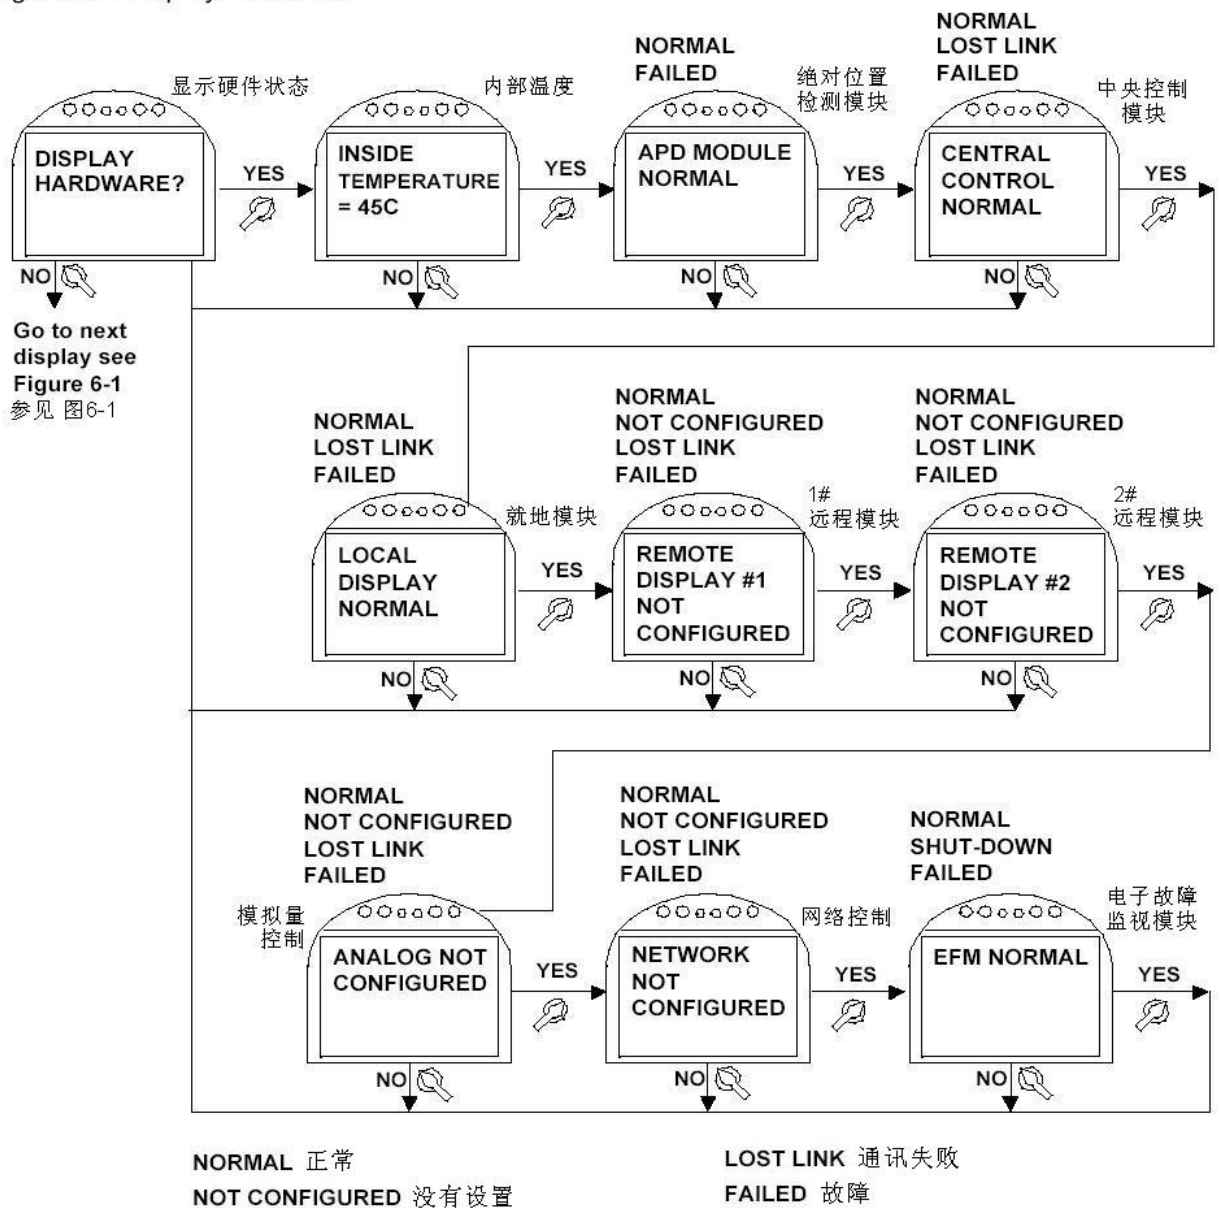 NORMAL
LOST LINK
FAILED
NORMAL
FAILED
显示硬件状态
内部温度
绝对位置
检测模块
中央控制
模块
DISPLAY
HARDWARE?
YES
INSIDE
TEMPERATURE
= 45C
YES
APD MODULE
NORMAL
YES
CENTRAL
CONTROL
NORMAL
YES
NO
NO
NO
NO
Go to next
display see
Figure 6-1
参见 图6-1
NORMAL
LOST LINK
FAILED
NORMAL
NOT CONFIGURED
LOST LINK
FAILED
NORMAL
NOT CONFIGURED
LOST LINK
FAILED
就地模块
1#
远程模块
2#
远程模块
LOCAL
DISPLAY
NORMAL
YES
REMOTE
DISPLAY #1
NOT
CONFIGURED
YES
REMOTE
DISPLAY #2
NOT
CONFIGURED
YES
NO
NO
NO
NORMAL
NOT CONFIGURED
LOST LINK
FAILED
NORMAL
NOT CONFIGURED
LOST LINK
FAILED
NORMAL
SHUT-DOWN
FAILED
模拟量
控制
网络控制
电子故障
监视模块
ANALOG NOT
CONFIGURED
YES
NETWORK
NOT
CONFIGURED
YES
EFM NORMAL
YES
NO
NO
NO
NORMAL 正常
LOST LINK 通讯失败
NOT CONFIGURED 没有设置
FAILED 故障